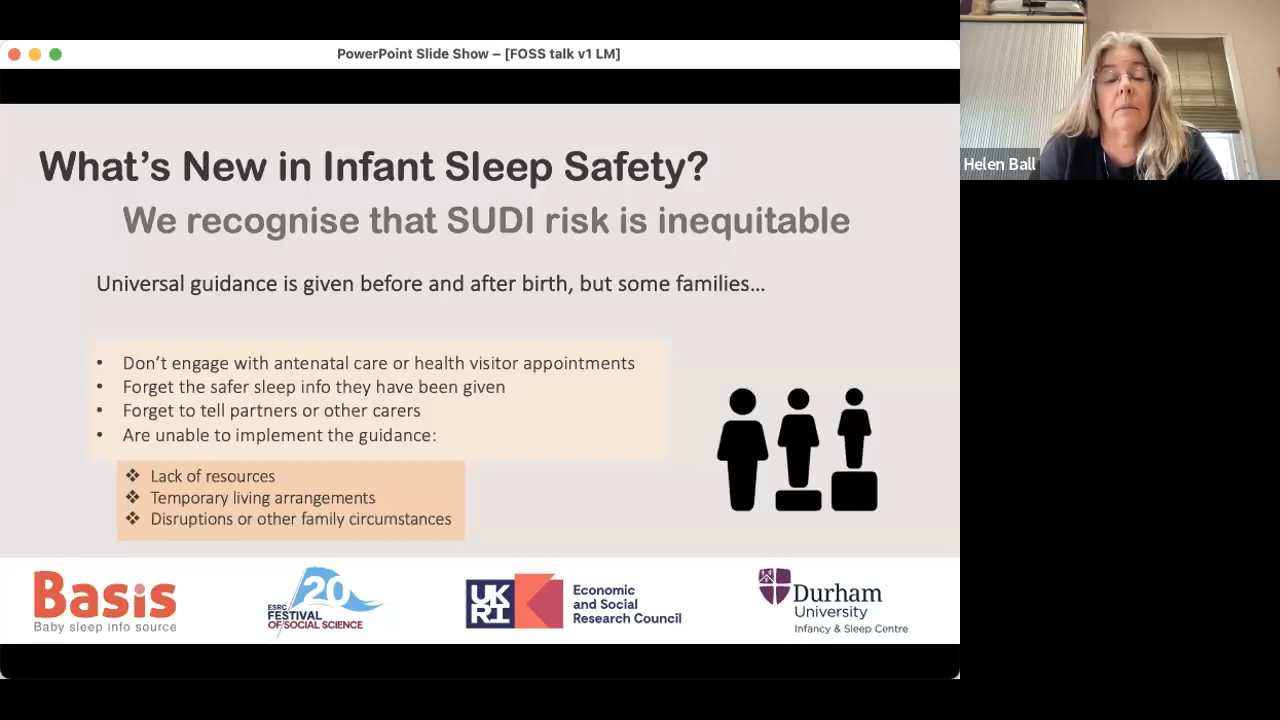 PowerPoint Slide Show – [FOSS talk v1 LM]
What's New in Infant Sleep Safety?
We recognise that SUDI risk is inequitable
Universal guidance is given before and after birth, but some families...
• Don't engage with antenatal care or health visitor appointments
• Forget the safer sleep info they have been given
• Forget to tell partners or other carers
• Are unable to implement the guidance:
❖ Lack of resources
❖ Temporary living arrangements
❖ Disruptions or other family circumstances
Basis
Baby sleep info source
20
ESRC
FESTIVAL
OF SOCIAL SCIENCE
UK
RI
Economic
and Social
Research Council
Durham
University
Infancy & Sleep Centre
Helen Ball